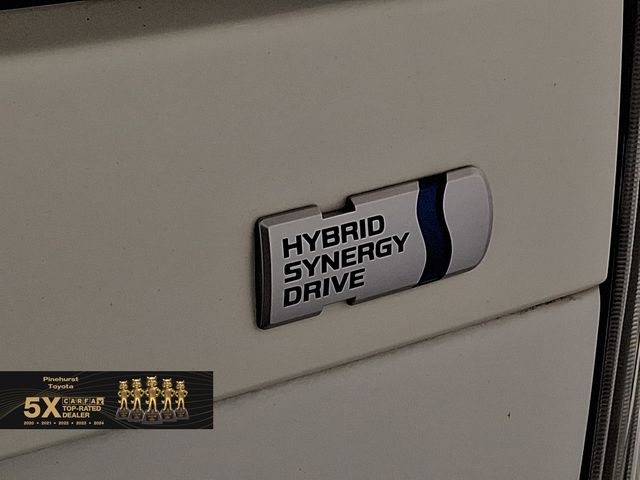 HYBRID
SYNERGY
DRIVE
Pinehurst
Toyota
5X CARFAX
TOP-RATED
DEALER
2020 • 2021 • 2022 • 2023 • 2024